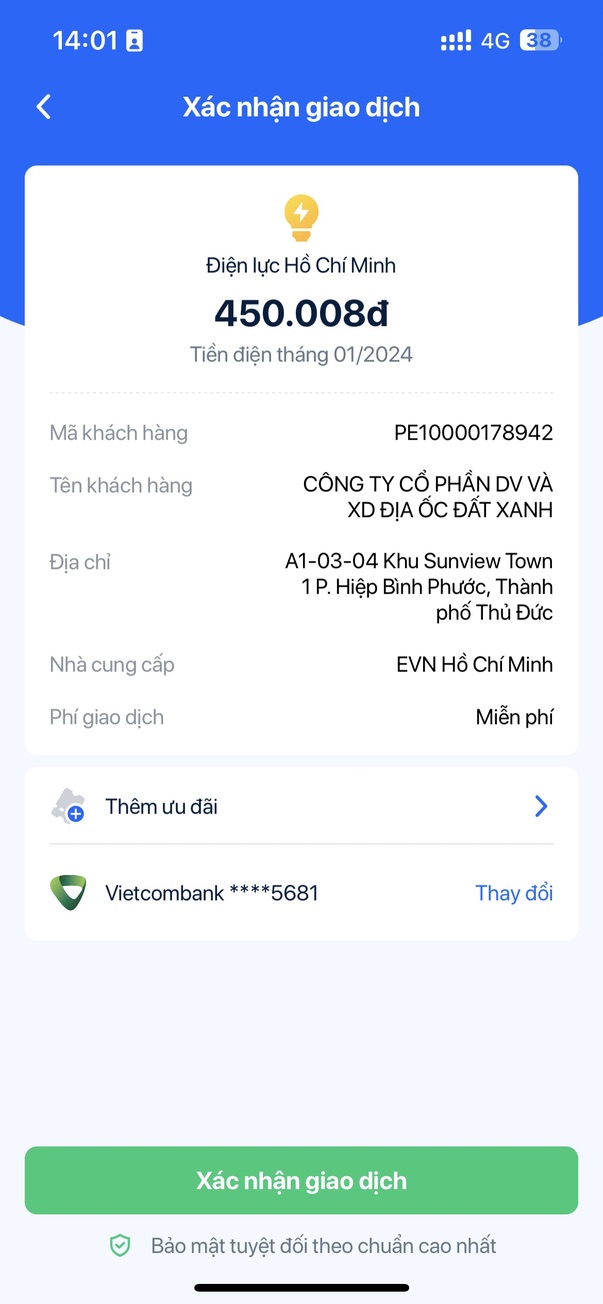 14:01
4G
38
Xác nhận giao dịch
Điện lực Hồ Chí Minh
450.008đ
Tiền điện tháng 01/2024
Mã khách hàng
PE10000178942
Tên khách hàng
CÔNG TY CỔ PHẦN DV VÀ
XD ĐỊA ỐC ĐẤT XANH
Địa chỉ
A1-03-04 Khu Sunview Town
1 P. Hiệp Bình Phước, Thành
phố Thủ Đức
Nhà cung cấp
EVN Hồ Chí Minh
Phí giao dịch
Miễn phí
Thêm ưu đãi
Vietcombank ****5681
Thay đổi
Xác nhận giao dịch
Bảo mật tuyệt đối theo chuẩn cao nhất